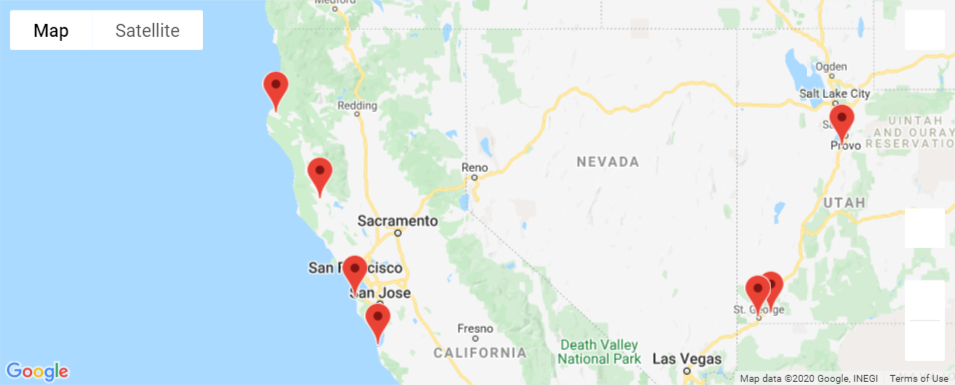 Medford
Map
Satellite
Redding
Ogden
Salt Lake City
Provo
UINTAH
AND OURAY
RESERVATION
Reno
NEVADA
UTAH
Sacramento
San Francisco
San Jose
St. George
Fresno
CALIFORNIA
Death Valley
National Park
Las Vegas
Google
Map data ©2020 Google, INEGI
Terms of Use